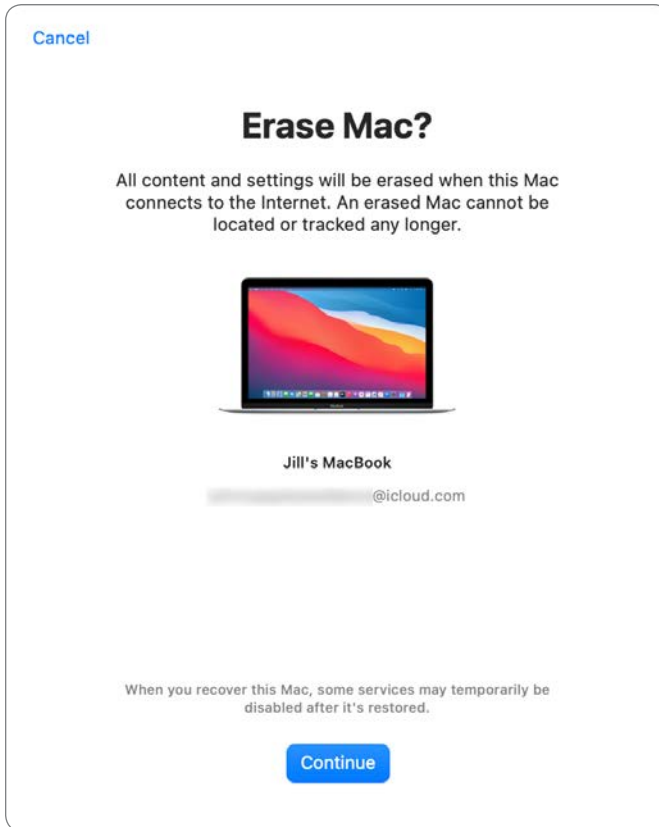 Cancel
Erase Mac?
All content and settings will be erased when this Mac
connects to the Internet. An erased Mac cannot be
located or tracked any longer.
Jill's MacBook
@icloud.com
When you recover this Mac, some services may temporarily be
disabled after it's restored.
Continue